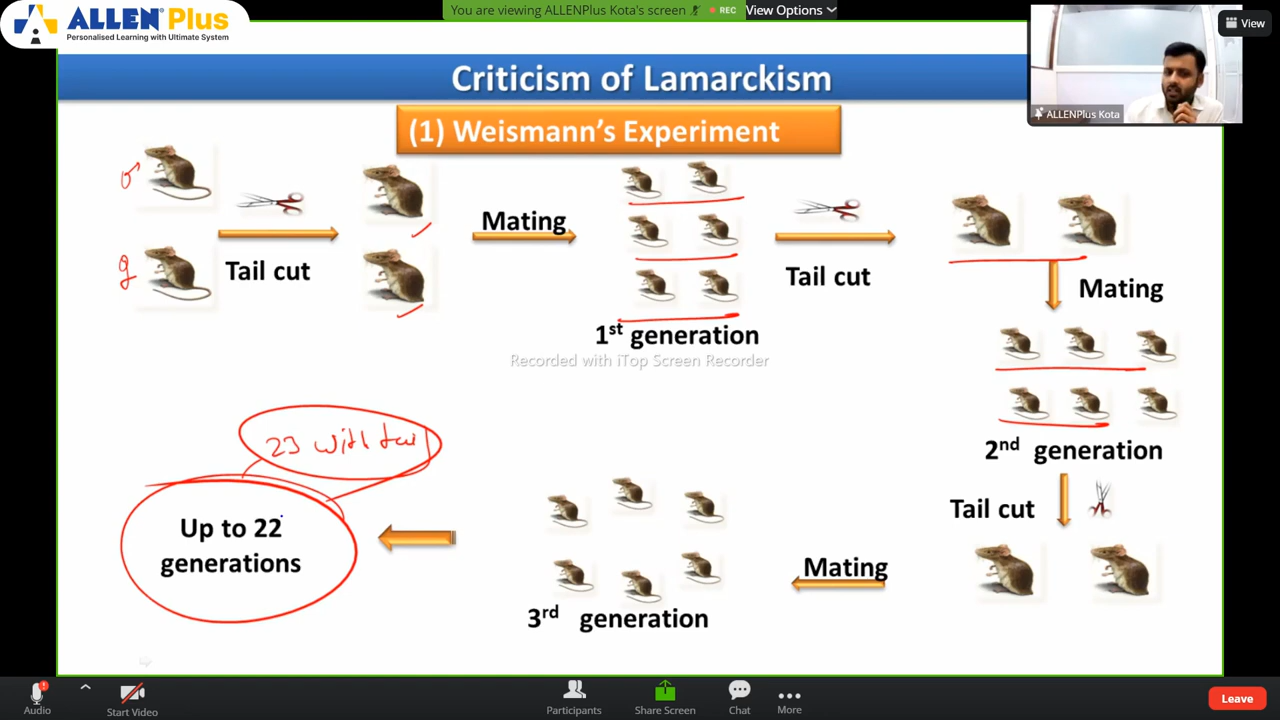 ALLEN Plus
Personalised Learning with Ultimate System
You are viewing ALLENPlus Kota's screen
REC
View Options
View
ALLENPlus Kota
Criticism of Lamarckism
(1) Weismann's Experiment
♂
Tail cut
Mating
1st generation
Tail cut
Mating
2nd generation
Tail cut
Mating
3rd generation
Recorded with iTop Screen Recorder
23 with tail
Up to 22
generations
Audio
Start Video
Participants
Share Screen
Chat
More
Leave